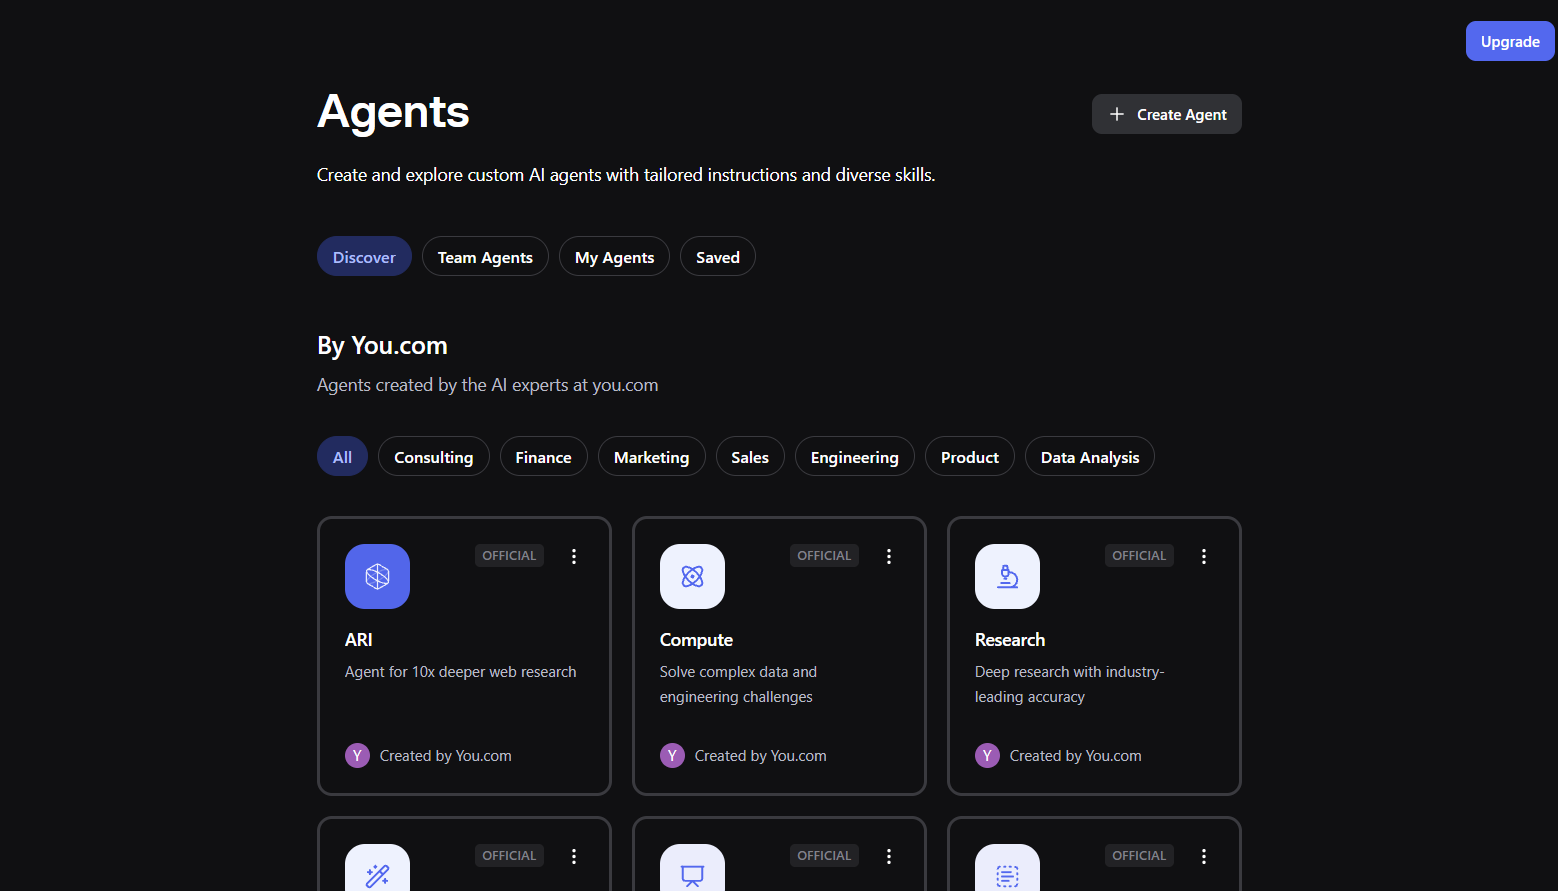 Upgrade
Agents
Create Agent
Create and explore custom AI agents with tailored instructions and diverse skills.
Discover
Team Agents
My Agents
Saved
By You.com
Agents created by the AI experts at you.com
All
Consulting
Finance
Marketing
Sales
Engineering
Product
Data Analysis
OFFICIAL
ARI
Agent for 10x deeper web research
Y
Created by You.com
OFFICIAL
Compute
Solve complex data and
engineering challenges
Y
Created by You.com
OFFICIAL
Research
Deep research with industry-
leading accuracy
Y
Created by You.com
OFFICIAL
OFFICIAL
OFFICIAL